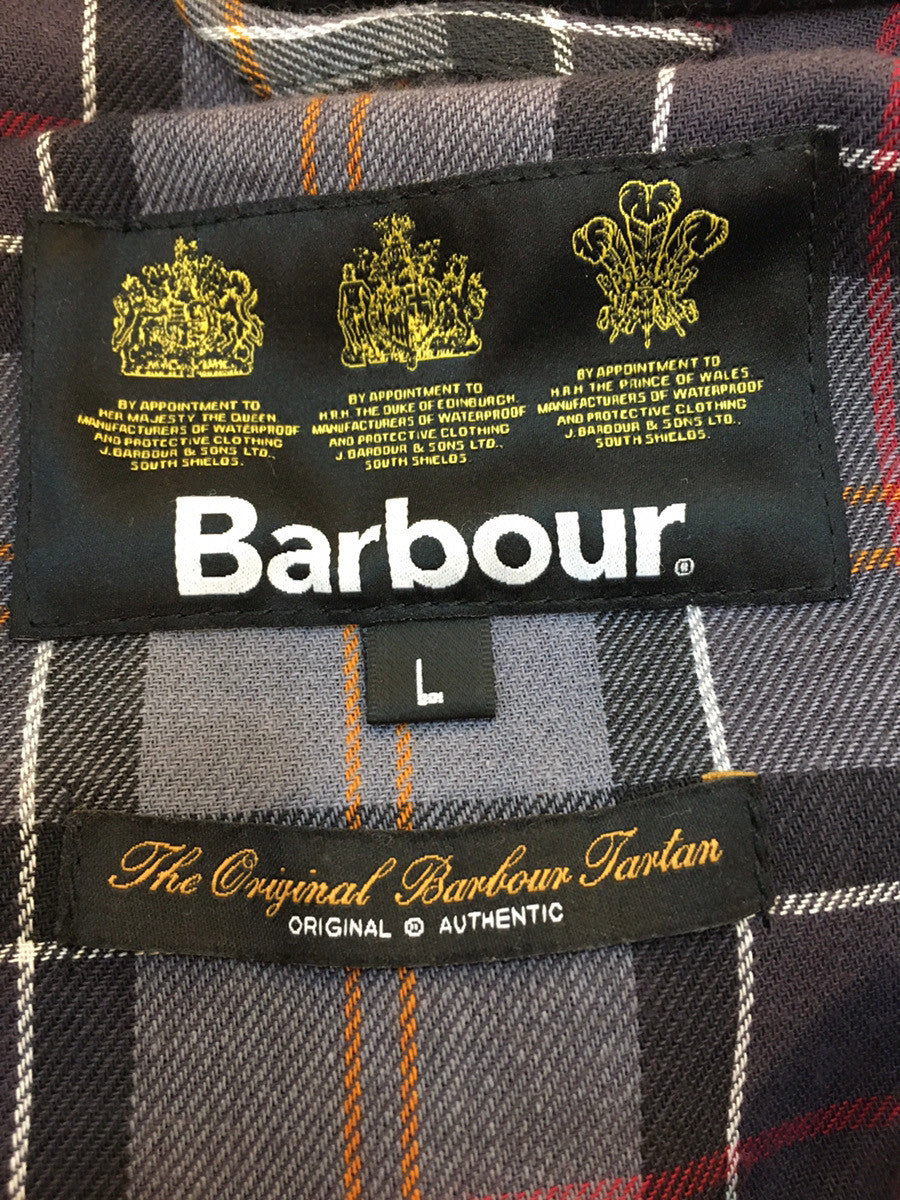 BY APPOINTMENT TO
HER MAJESTY THE QUEEN
MANUFACTURERS OF WATERPROOF
AND PROTECTIVE CLOTHING
J. BARBOUR & SONS LTD.,
SOUTH SHIELDS.
BY APPOINTMENT TO
H.R.H. THE DUKE OF EDINBURGH
MANUFACTURERS OF WATERPROOF
AND PROTECTIVE CLOTHING
J. BARBOUR & SONS LTD.,
SOUTH SHIELDS
BY APPOINTMENT TO
H.R.H. THE PRINCE OF WALES
MANUFACTURERS OF WATERPROOF
AND PROTECTIVE CLOTHING
J. BARBOUR & SONS LTD.,
SOUTH SHIELDS.
Barbour®
L
The Original Barbour Tartan
ORIGINAL AUTHENTIC